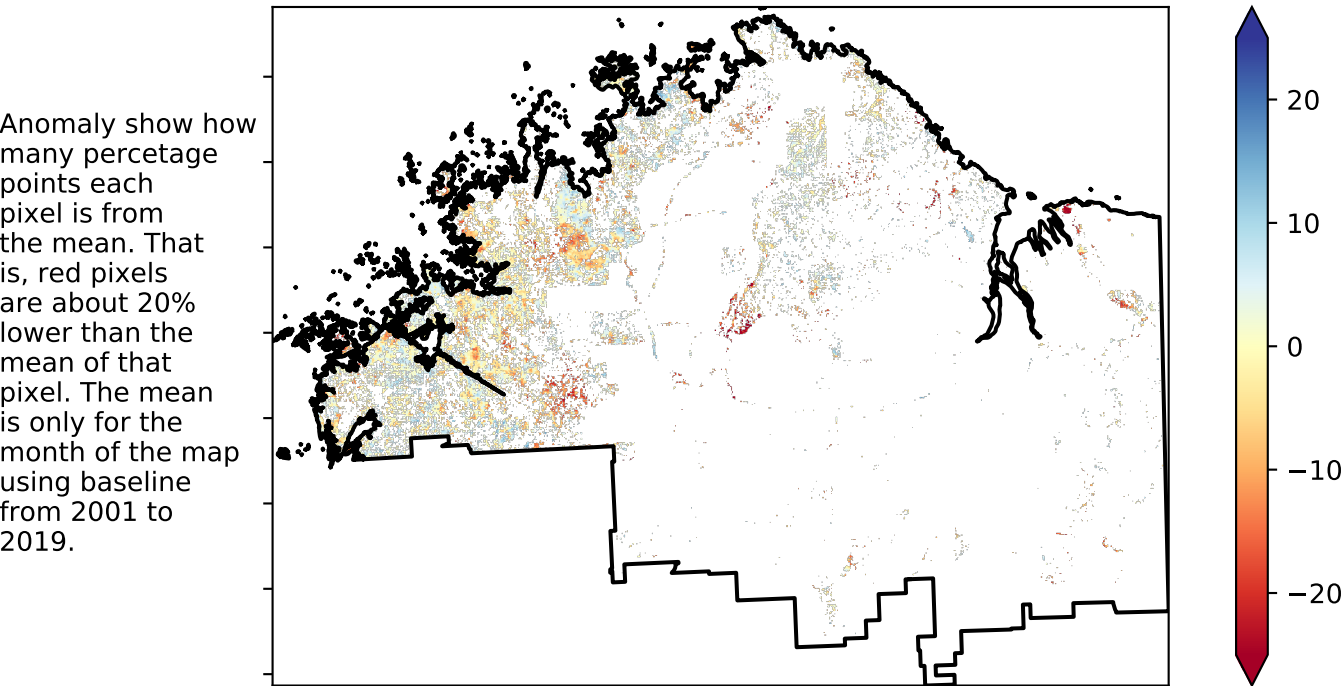 Anomaly show how
many percetage
points each
pixel is from
the mean. That
is, red pixels
are about 20%
lower than the
mean of that
pixel. The mean
is only for the
month of the map
using baseline
from 2001 to
2019.
20
10
0
−10
−20